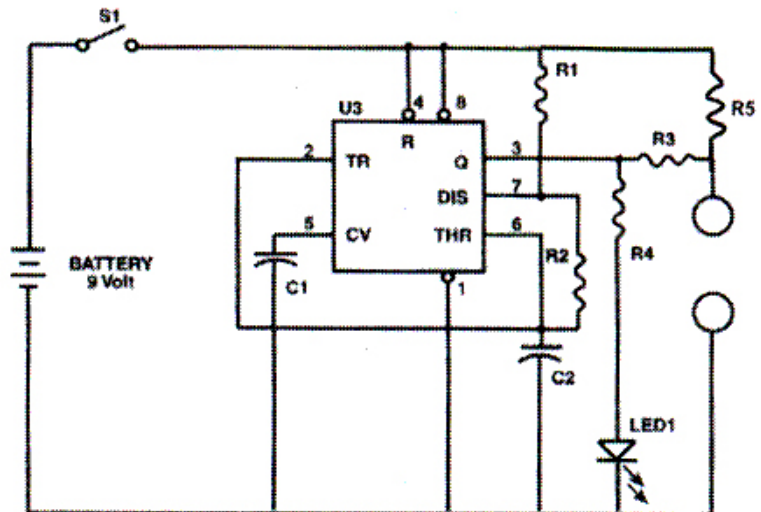 S1
R1
U3
4
8
R5
R
R3
2
TR
Q
3
DIS
7
5
CV
THR
6
R2
R4
BATTERY
9 Volt
C1
1
C2
LED1